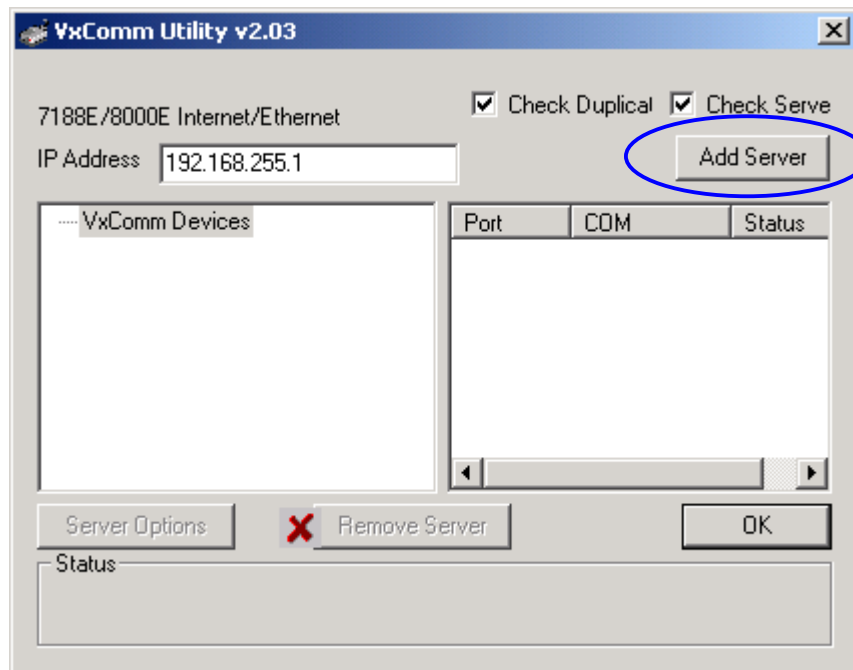 VxComm Utility v2.03
Check Duplical
Check Serve
7188E/8000E Internet/Ethernet
IP Address
192.168.255.1
Add Server
VxComm Devices
Port
COM
Status
Server Options
Remove Server
OK
Status